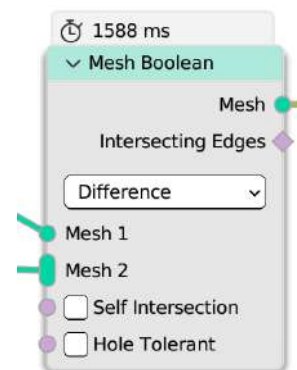 1588 ms
Mesh Boolean
Mesh
Intersecting Edges
Difference
Mesh 1
Mesh 2
Self Intersection
Hole Tolerant